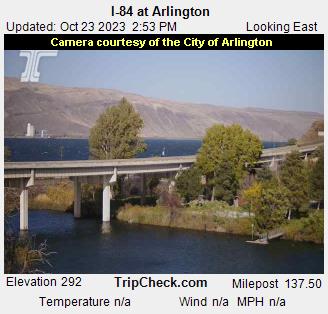 I-84 at Arlington
Updated: Oct 23 2023 2:53 PM Looking East
Camera courtesy of the City of Arlington
Elevation 292 TripCheck.com Milepost 137.50
Temperature n/a Wind n/a MPH n/a